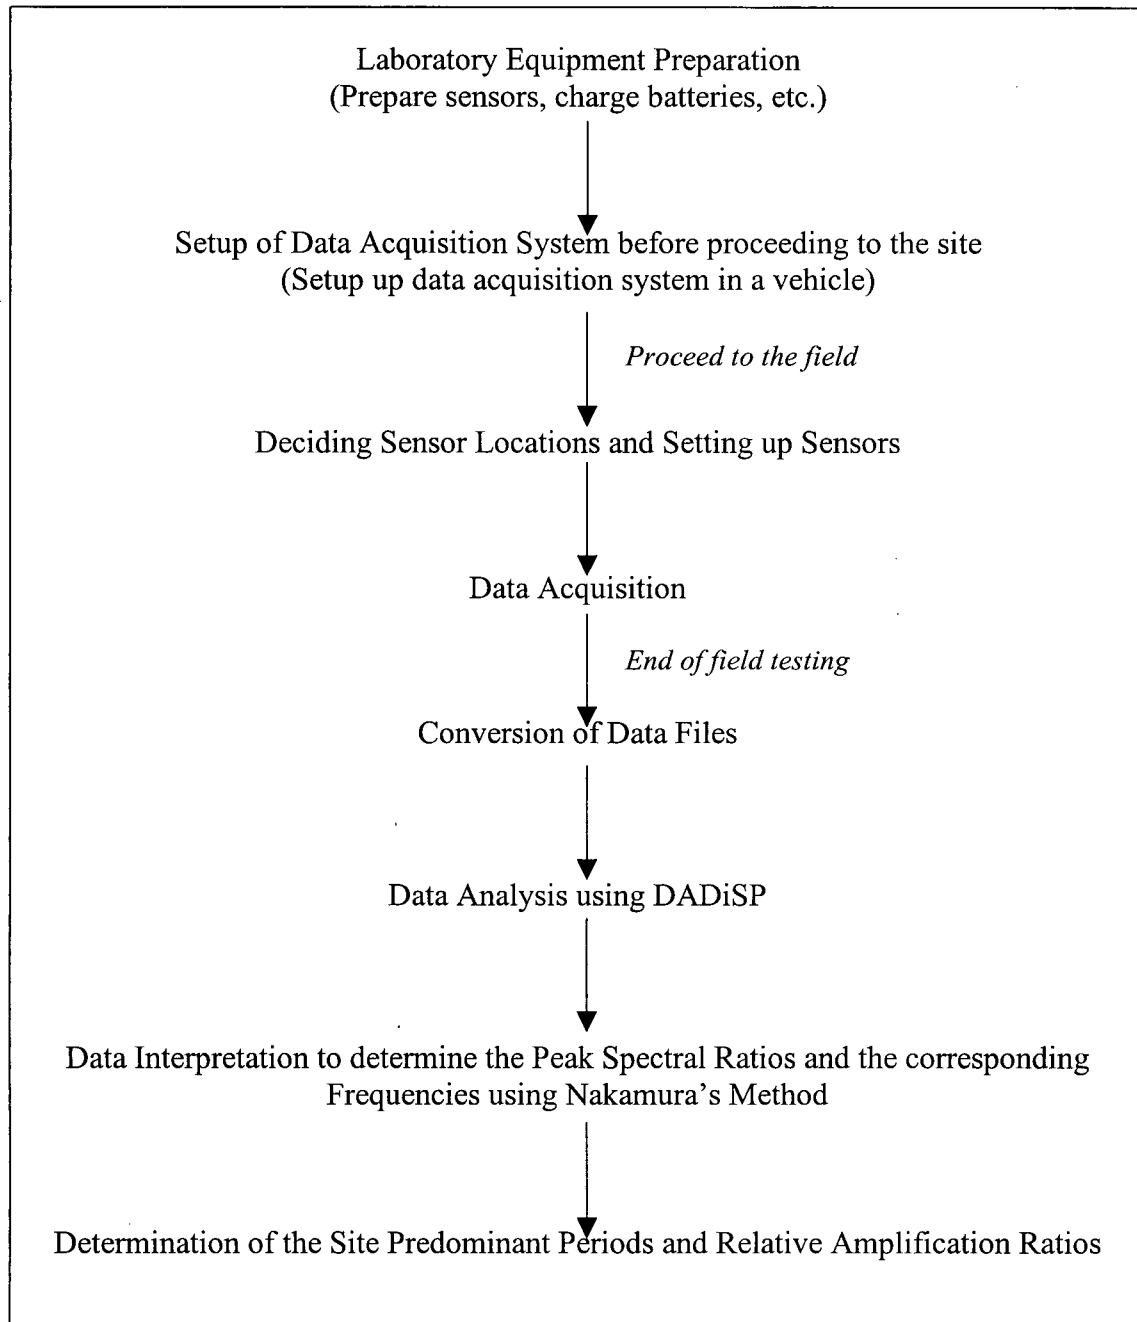 Laboratory Equipment Preparation
(Prepare sensors, charge batteries, etc.)
Setup of Data Acquisition System before proceeding to the site
(Setup up data acquisition system in a vehicle)
Proceed to the field
Deciding Sensor Locations and Setting up Sensors
Data Acquisition
End of field testing
Conversion of Data Files
Data Analysis using DADiSP
Data Interpretation to determine the Peak Spectral Ratios and the corresponding
Frequencies using Nakamura's Method
Determination of the Site Predominant Periods and Relative Amplification Ratios